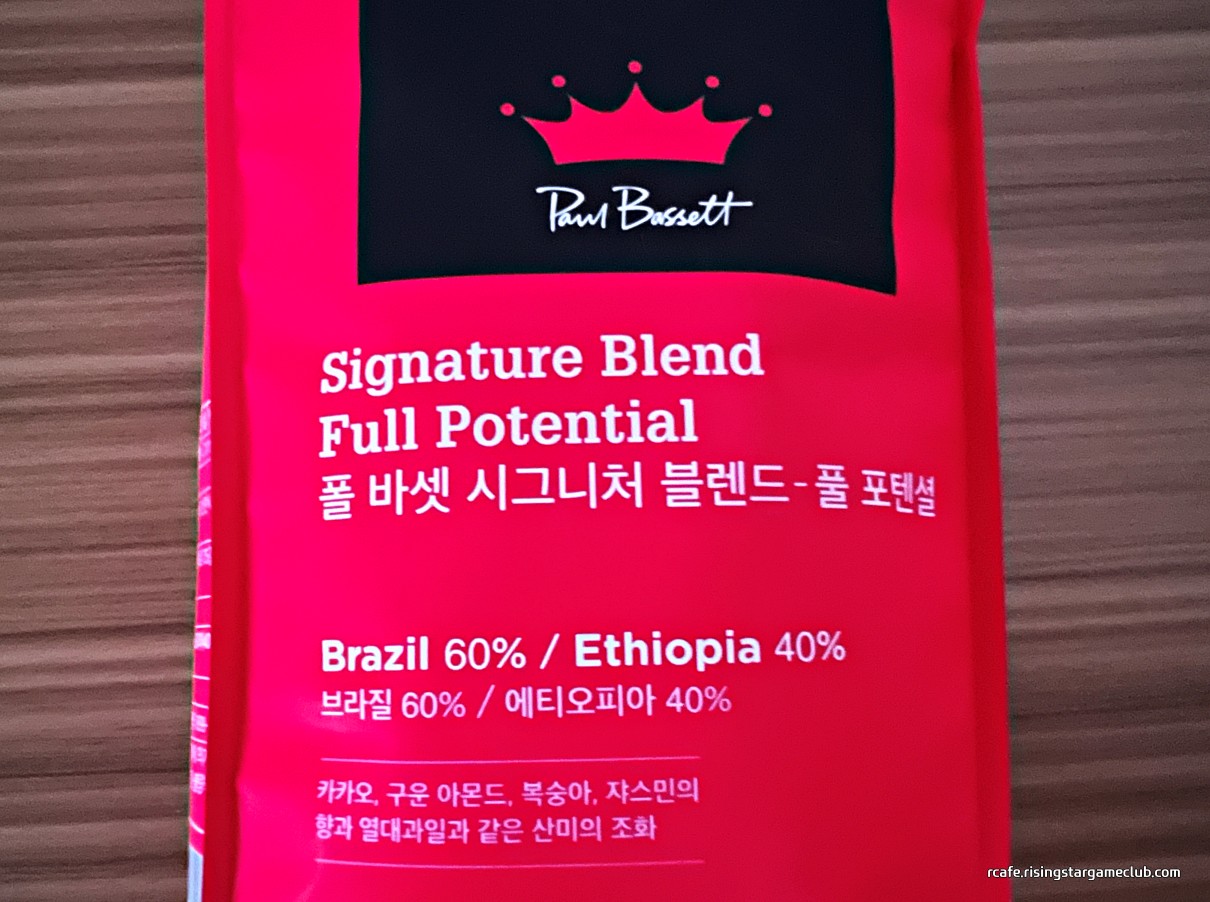 Paul Bassett
Signature Blend
Full Potential
폴 바셋 시그니처 블렌드-풀 포텐셜
Brazil 60% / Ethiopia 40%
브라질 60% / 에티오피아 40%
카카오, 구운 아몬드, 복숭아, 쟈스민의
향과 열대과일과 같은 산미의 조화
rcafe.risingstargameclub.com